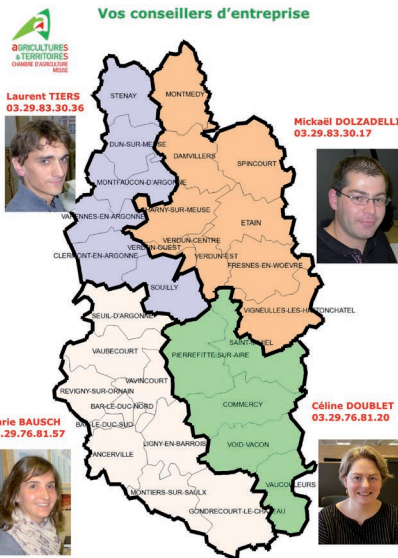 Vos conseillers d'entreprise
AGRICULTURES
& TERRITOIRES
CHAMBRE D'AGRICULTURE
MEUSE
Laurent TIERS
03.29.83.30.36
Mickaël DOLZADELLI
03.29.83.30.17
STENAY
MONTMEDY
DUN-SUR-MEUSE
DAMVILLERS
SPINCOURT
MONTFAUCON-D'ARGONNE
VARENNES-EN-ARGONNE
CHARNY-SUR-MEUSE
ETAIN
VERDUN-CENTRE
VERDUN-OUEST
CLERMONT-EN-ARGONNE
VERDUN-EST
FRESNES-EN-WOEVRE
SOUILLY
VIGNEULLES-LES-HATTONCHATEL
SEUIL-D'ARGONNE
SAINT-MIHIEL
VAUBECOURT
PIERREFITTE-SUR-AIRE
VAVINCOURT
REVIGNY-SUR-ORNAIN
BAR-LE-DUC-NORD
COMMERCY
BAR-LE-DUC-SUD
LIGNY-EN-BARROIS
VOID-VACON
ANCERVILLE
VAUCOULEURS
MONTIERS-SUR-SAULX
GONDRECOURT-LE-CHATEAU
arie BAUSCH
.29.76.81.57
Céline DOUBLET
03.29.76.81.20